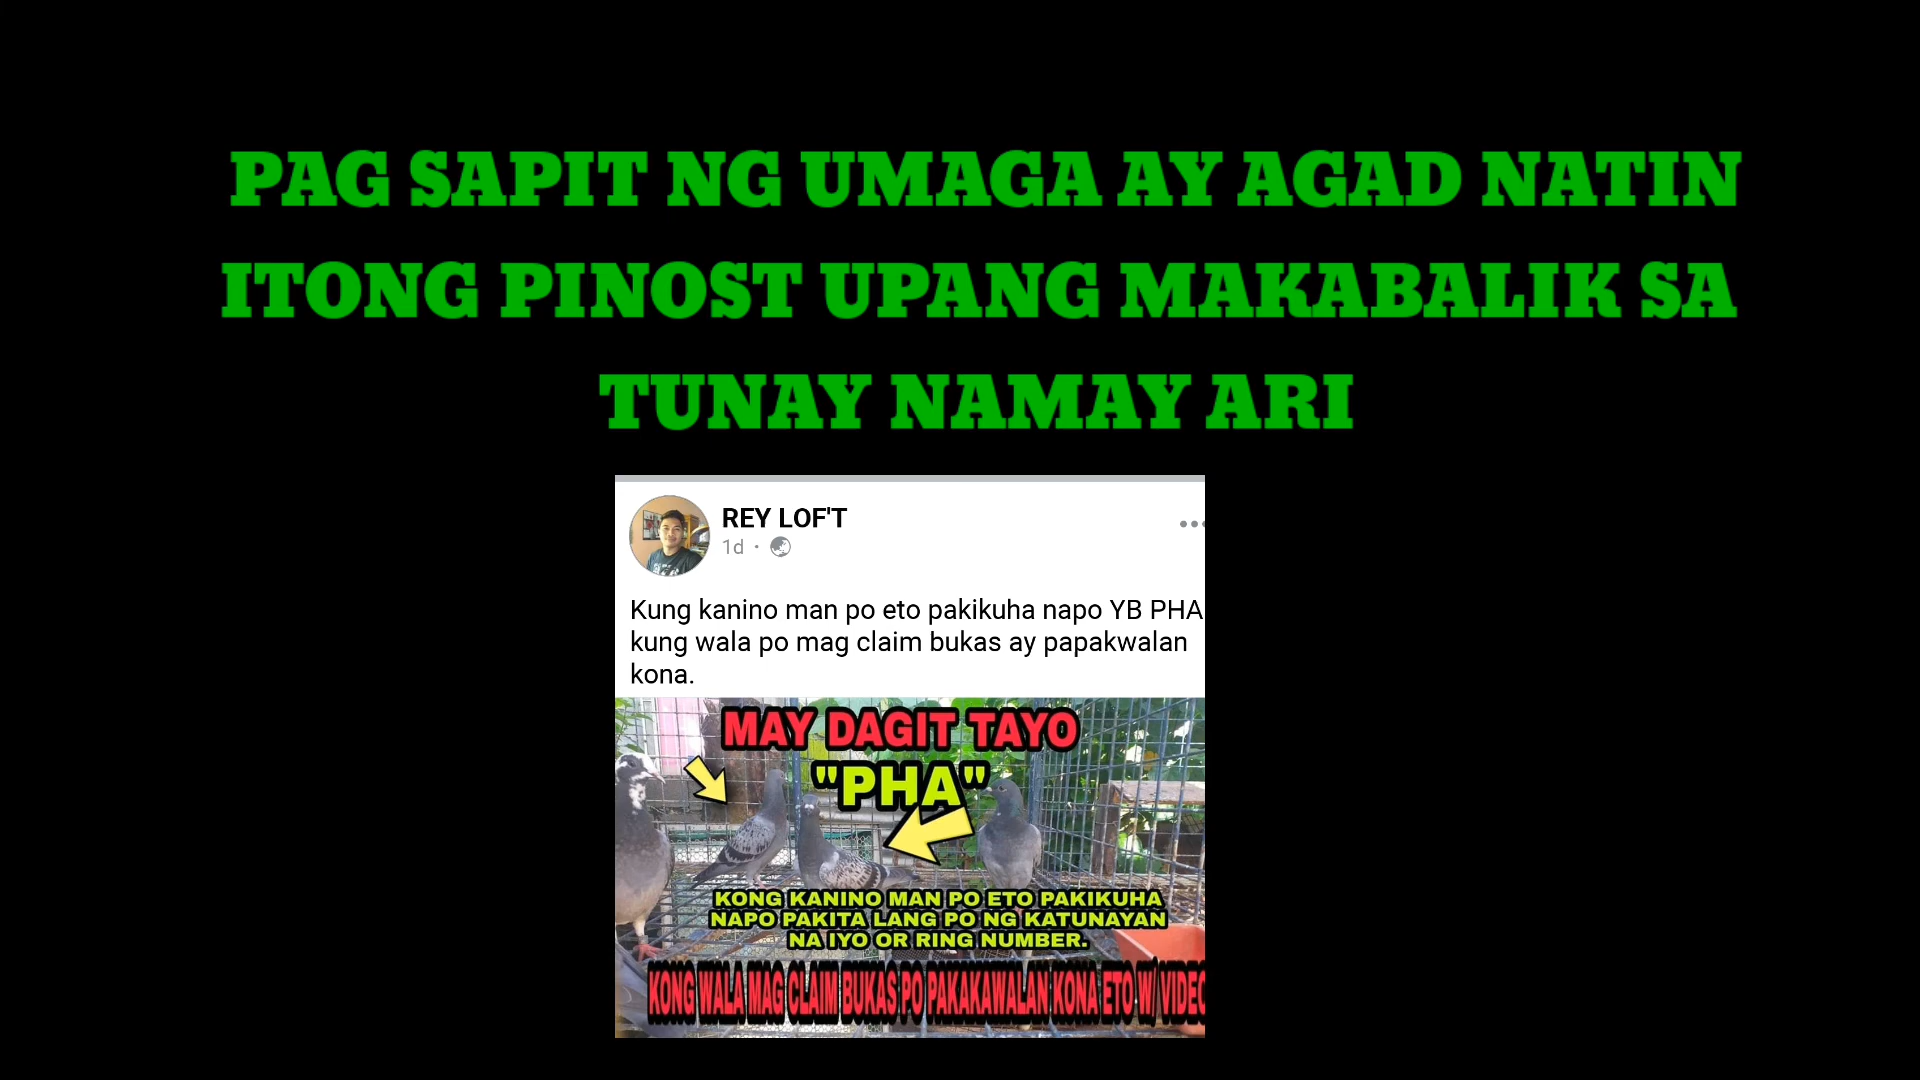 PAG SAPIT NG UMAGA AY AGAD NATIN
ITONG PINOST UPANG MAKABALIK SA
TUNAY NAMAY ARI
REY LOF'T
1d ·
Kung kanino man po eto pakikuha napo YB PHA
kung wala po mag claim bukas ay papakwalan
kona.
MAY DAGIT TAYO
"PHA"
KONG KANINO MAN PO ETO PAKIKUHA
NAPO PAKITA LANG PO NG KATUNAYAN
NA IYO OR RING NUMBER.
KONG WALA MAG CLAIM BUKAS PO PAKAKAWALAN KONA ETO W/ VIDEO